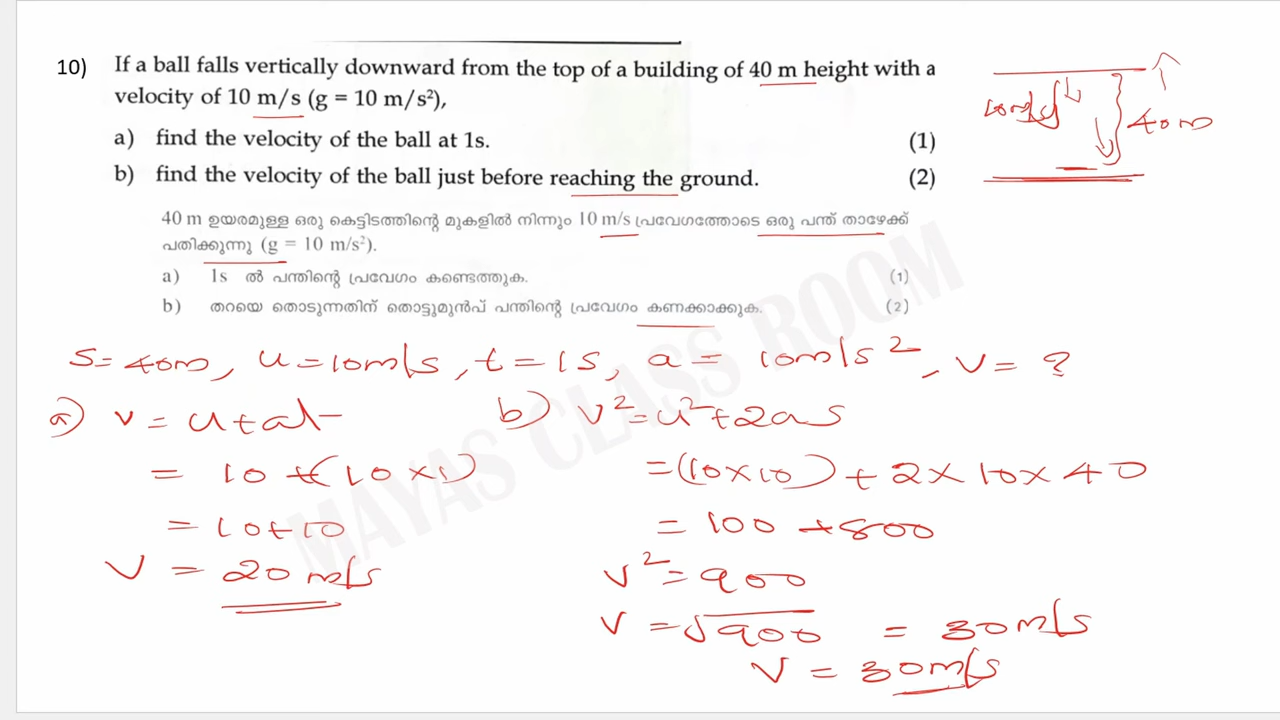 10) If a ball falls vertically downward from the top of a building of 40 m height with a
velocity of 10 m/s (g = 10 m/s²),
a) find the velocity of the ball at 1s. (1)
b) find the velocity of the ball just before reaching the ground. (2)
10m/s
40m
40 m ഉയരമുള്ള ഒരു കെട്ടിടത്തിന്റെ മുകളിൽ നിന്നും 10 m/s പ്രവേഗത്തോടെ ഒരു പന്ത് താഴേക്ക്
പതിക്കുന്നു (g = 10 m/s²).
a) 1s ൽ പന്തിന്റെ പ്രവേഗം കണ്ടെത്തുക. (1)
b) തറയെ തൊടുന്നതിന് തൊട്ടുമുൻപ് പന്തിന്റെ പ്രവേഗം കണക്കാക്കുക. (2)
MAYAS CLASS ROOM
s = 40m, u = 10m/s, t = 1s, a = 10m/s², v = ?
a) v = u + at
= 10 + (10 × 1)
= 10 + 10
v = 20 m/s
b) v² = u² + 2as
= (10×10) + 2 × 10 × 40
= 100 + 800
v² = 900
v = √900 = 30m/s
v = 30m/s